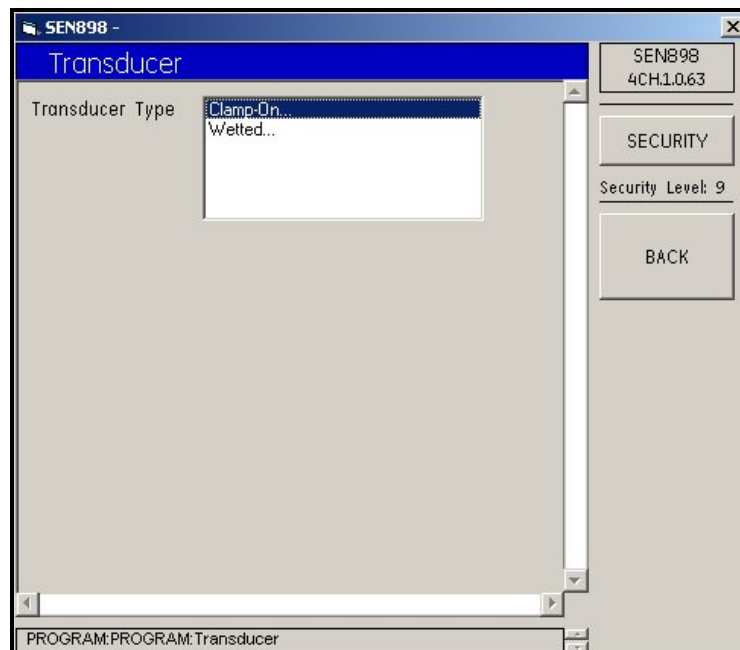 SEN898 -
Transducer
Transducer Type
Clamp-On...
Wetted...
SEN898
4CH.1.0.63
SECURITY
Security Level: 9
BACK
PROGRAM:PROGRAM:Transducer